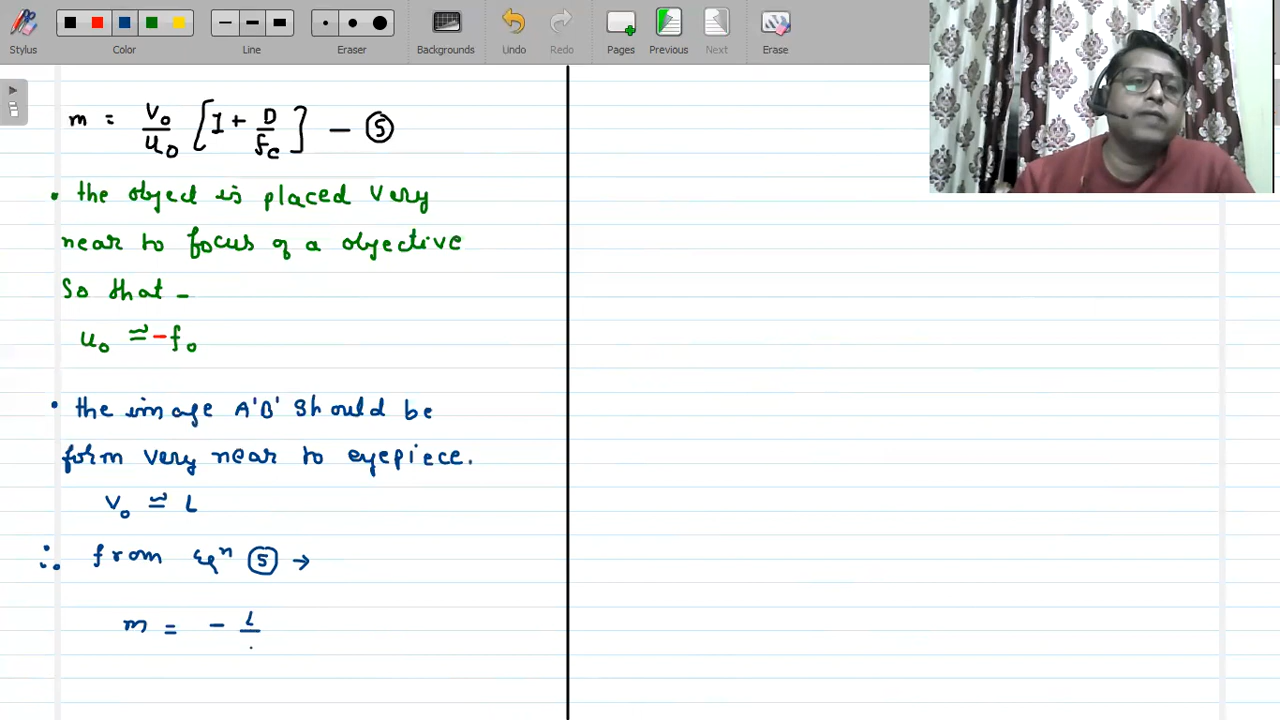 Stylus Color Line Eraser Backgrounds Undo Redo Pages Previous Next Erase
m = V₀/u₀ [1 + D/fe] — ⑤
• the object is placed very
near to focus of a objective
So that -
u₀ ≅ -f₀
• the image A'B' should be
form very near to eyepiece.
V₀ ≅ L
∴ from Eqⁿ ⑤ →
m = - L/